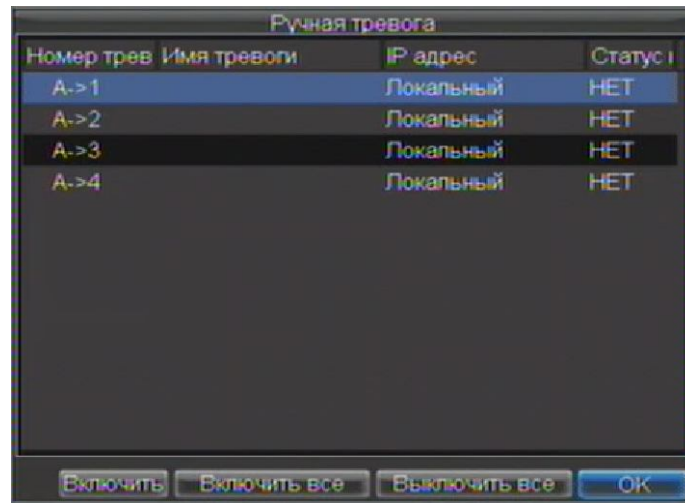 Ручная тревога
Номер трев Имя тревоги IP адрес Статус
A->1 Локальный НЕТ
A->2 Локальный НЕТ
A->3 Локальный НЕТ
A->4 Локальный НЕТ
Включить Включить все Выключить все OK